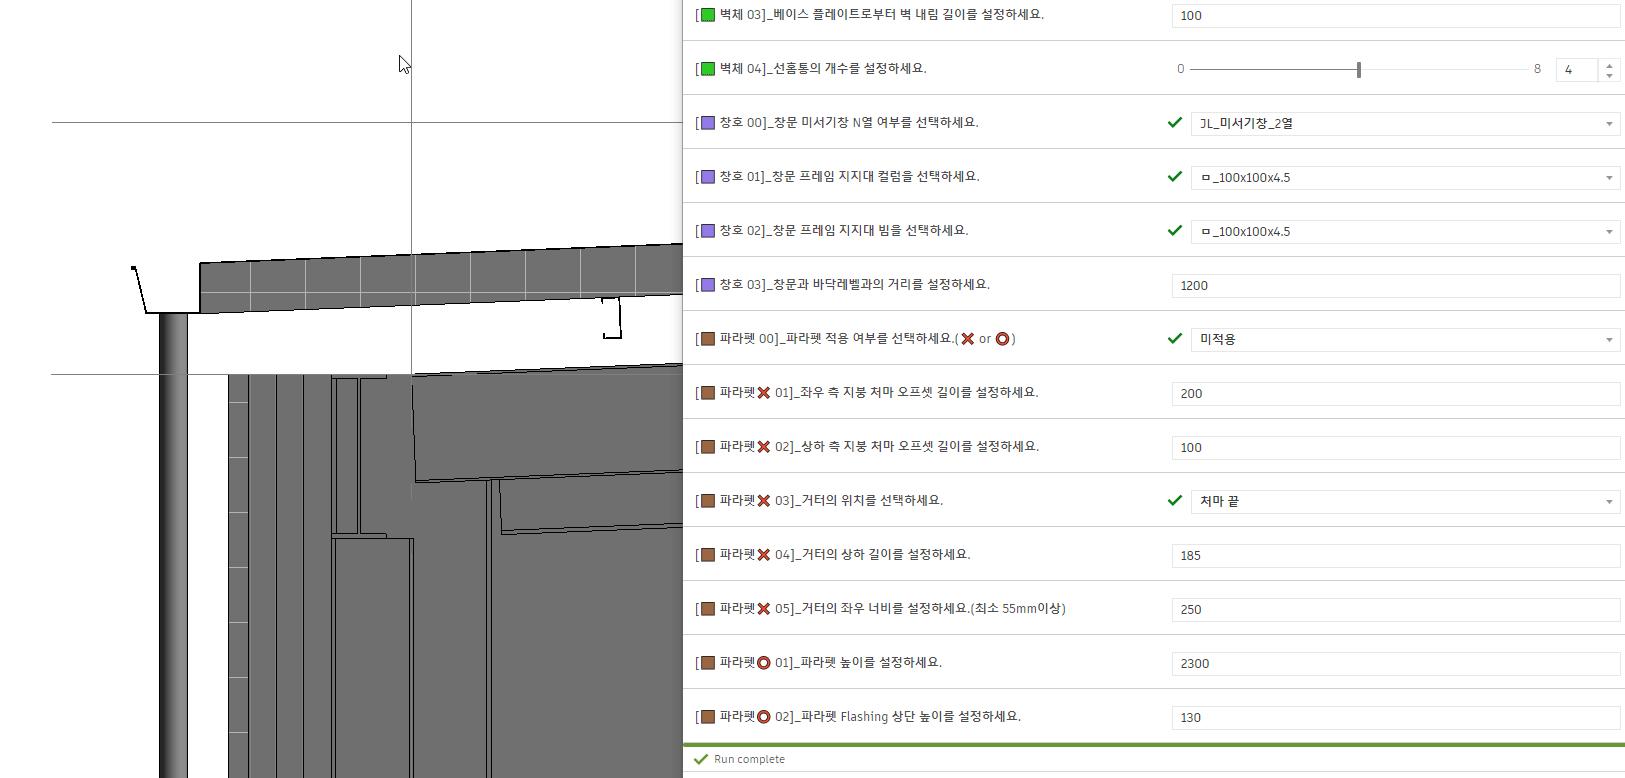 [🟩 벽체 03]_베이스 플레이트로부터 벽 내림 길이를 설정하세요. 100
[🟩 벽체 04]_선홈통의 개수를 설정하세요. 0 8 4
[🟪 창호 00]_창문 미서기창 N열 여부를 선택하세요. JL_미서기창_2열
[🟪 창호 01]_창문 프레임 지지대 컬럼을 선택하세요. ㅁ_100x100x4.5
[🟪 창호 02]_창문 프레임 지지대 빔을 선택하세요. ㅁ_100x100x4.5
[🟪 창호 03]_창문과 바닥레벨과의 거리를 설정하세요. 1200
[🟫 파라펫 00]_파라펫 적용 여부를 선택하세요.(❌ or ⭕) 미적용
[🟫 파라펫❌ 01]_좌우 측 지붕 처마 오프셋 길이를 설정하세요. 200
[🟫 파라펫❌ 02]_상하 측 지붕 처마 오프셋 길이를 설정하세요. 100
[🟫 파라펫❌ 03]_거터의 위치를 선택하세요. 처마 끝
[🟫 파라펫❌ 04]_거터의 상하 길이를 설정하세요. 185
[🟫 파라펫❌ 05]_거터의 좌우 너비를 설정하세요.(최소 55mm이상) 250
[🟫 파라펫⭕ 01]_파라펫 높이를 설정하세요. 2300
[🟫 파라펫⭕ 02]_파라펫 Flashing 상단 높이를 설정하세요. 130
Run complete